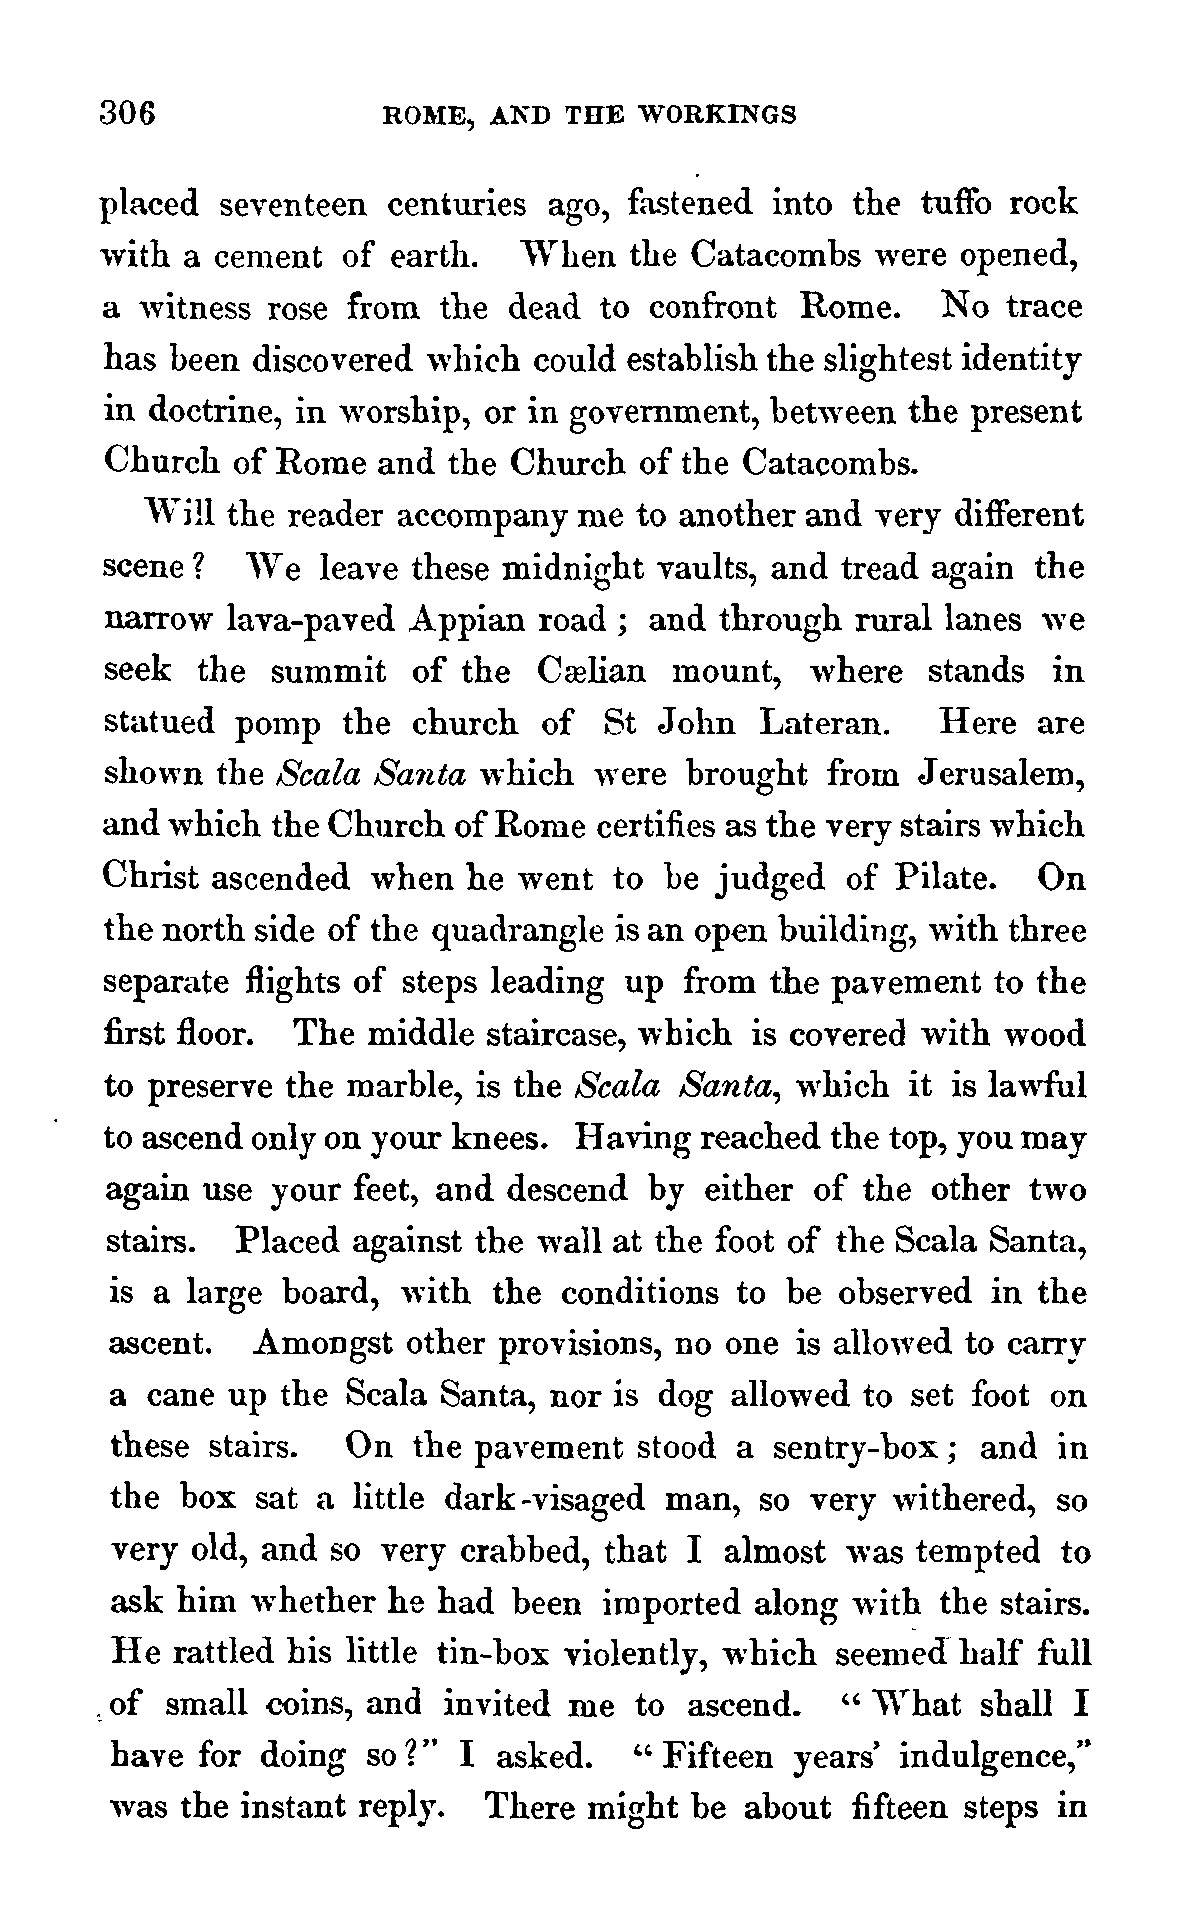 306 ROME, AND THE WORKINGS
placed seventeen centuries ago, fastened into the tuffo rock
with a cement of earth. When the Catacombs were opened,
a witness rose from the dead to confront Rome. No trace
has been discovered which could establish the slightest identity
in doctrine, in worship, or in government, between the present
Church of Rome and the Church of the Catacombs.
Will the reader accompany me to another and very different
scene? We leave these midnight vaults, and tread again the
narrow lava-paved Appian road; and through rural lanes we
seek the summit of the Cælian mount, where stands in
statued pomp the church of St John Lateran. Here are
shown the Scala Santa which were brought from Jerusalem,
and which the Church of Rome certifies as the very stairs which
Christ ascended when he went to be judged of Pilate. On
the north side of the quadrangle is an open building, with three
separate flights of steps leading up from the pavement to the
first floor. The middle staircase, which is covered with wood
to preserve the marble, is the Scala Santa, which it is lawful
to ascend only on your knees. Having reached the top, you may
again use your feet, and descend by either of the other two
stairs. Placed against the wall at the foot of the Scala Santa,
is a large board, with the conditions to be observed in the
ascent. Amongst other provisions, no one is allowed to carry
a cane up the Scala Santa, nor is dog allowed to set foot on
these stairs. On the pavement stood a sentry-box; and in
the box sat a little dark-visaged man, so very withered, so
very old, and so very crabbed, that I almost was tempted to
ask him whether he had been imported along with the stairs.
He rattled his little tin-box violently, which seemed half full
of small coins, and invited me to ascend. "What shall I
have for doing so?" I asked. "Fifteen years' indulgence,"
was the instant reply. There might be about fifteen steps in